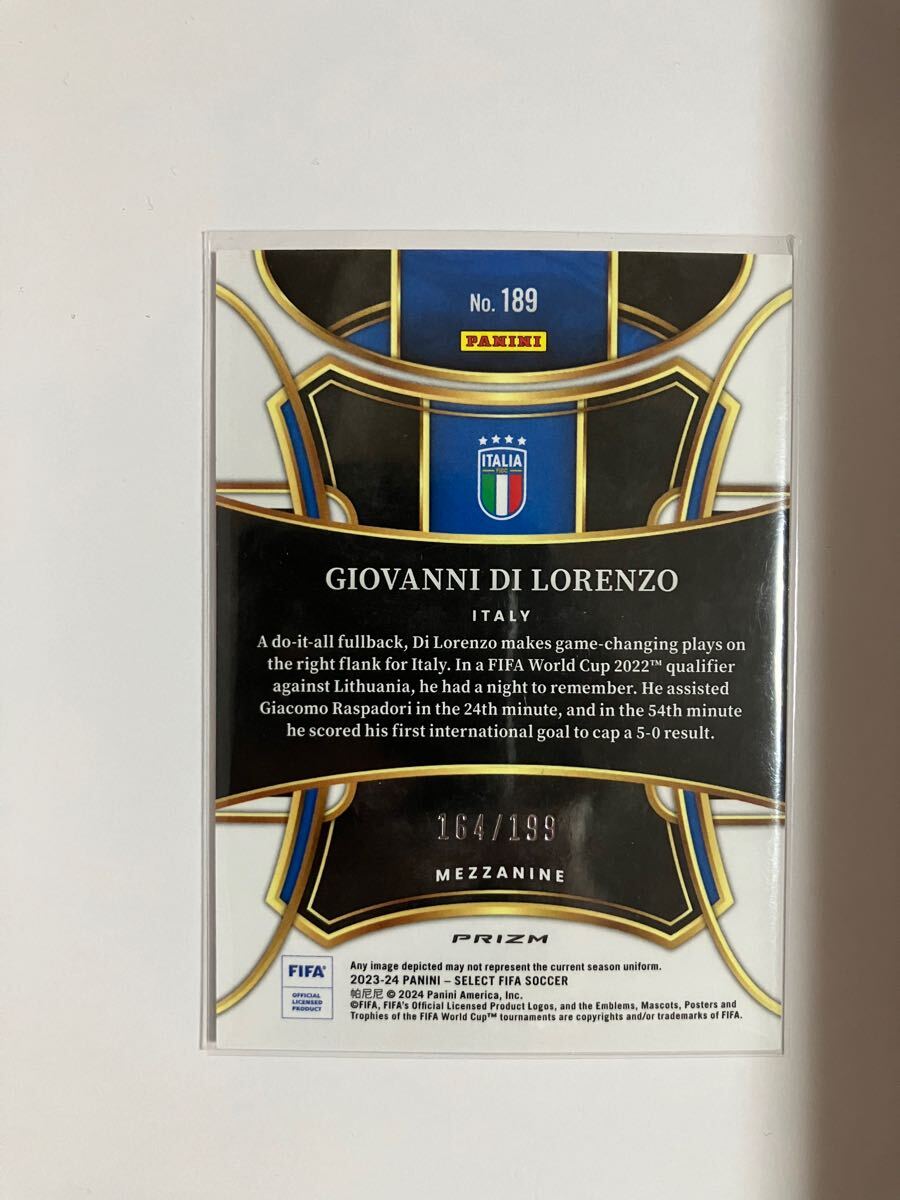 No. 189
PANINI
ITALIA
FIGC
GIOVANNI DI LORENZO
ITALY
A do-it-all fullback, Di Lorenzo makes game-changing plays on
the right flank for Italy. In a FIFA World Cup 2022™ qualifier
against Lithuania, he had a night to remember. He assisted
Giacomo Raspadori in the 24th minute, and in the 54th minute
he scored his first international goal to cap a 5-0 result.
164/199
MEZZANINE
PRIZM
FIFA®
OFFICIAL
LICENSED
PRODUCT
Any image depicted may not represent the current season uniform.
2023-24 PANINI – SELECT FIFA SOCCER
帕尼尼 © 2024 Panini America, Inc.
©FIFA, FIFA's Official Licensed Product Logos, and the Emblems, Mascots, Posters and
Trophies of the FIFA World Cup™ tournaments are copyrights and/or trademarks of FIFA.